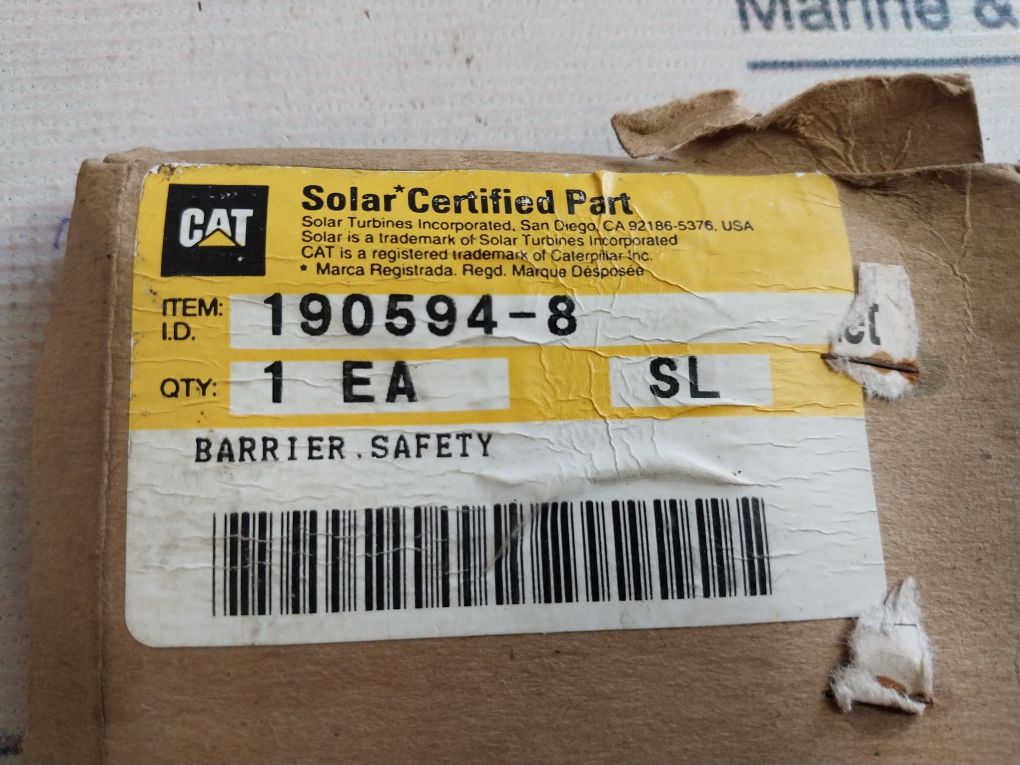 Marine &
CAT
Solar*Certified Part
Solar Turbines Incorporated, San Diego, CA 92186-5376, USA
Solar is a trademark of Solar Turbines Incorporated
CAT is a registered trademark of Caterpillar Inc.
* Marca Registrada. Regd. Marque Desposée
ITEM: 190594-8
I.D.
QTY: 1 EA SL
BARRIER,SAFETY